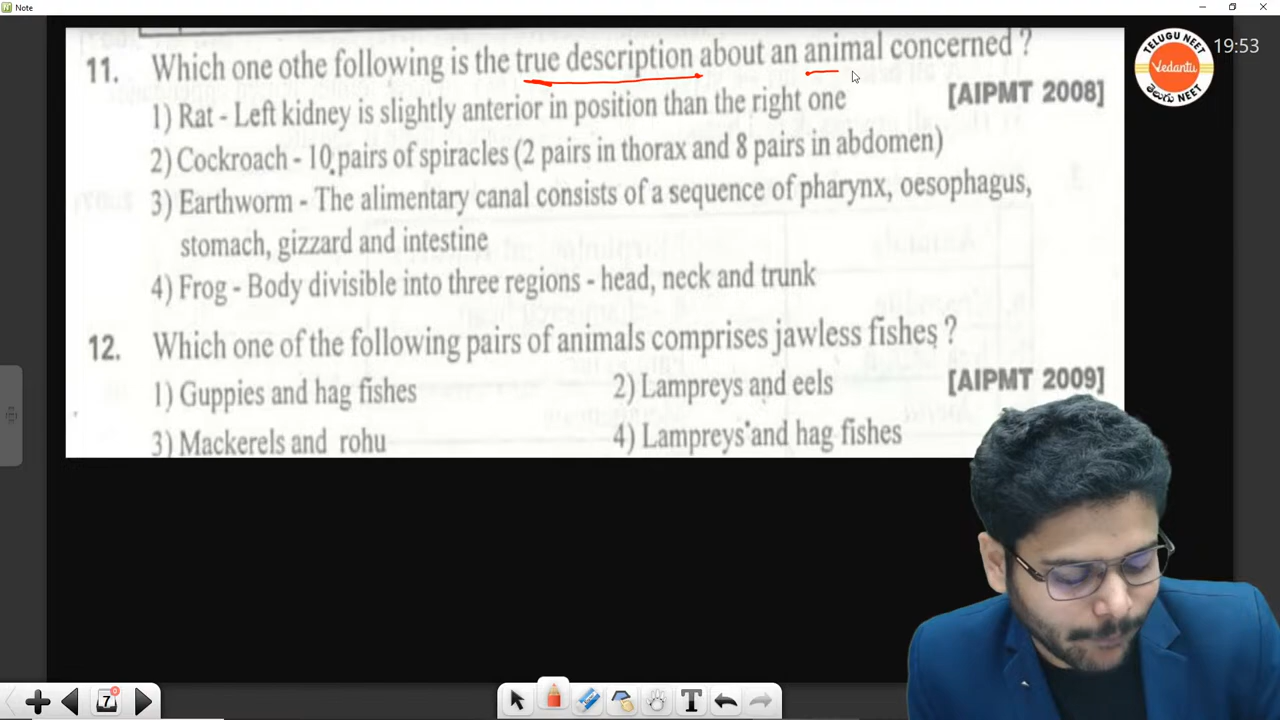 Note
19:53
TELUGU NEET
Vedantu
తెలుగు NEET
11. Which one othe following is the true description about an animal concerned ?
[AIPMT 2008]
1) Rat - Left kidney is slightly anterior in position than the right one
2) Cockroach - 10 pairs of spiracles (2 pairs in thorax and 8 pairs in abdomen)
3) Earthworm - The alimentary canal consists of a sequence of pharynx, oesophagus,
stomach, gizzard and intestine
4) Frog - Body divisible into three regions - head, neck and trunk
12. Which one of the following pairs of animals comprises jawless fishes ?
1) Guppies and hag fishes 2) Lampreys and eels [AIPMT 2009]
3) Mackerels and rohu 4) Lampreys and hag fishes
7
0
T